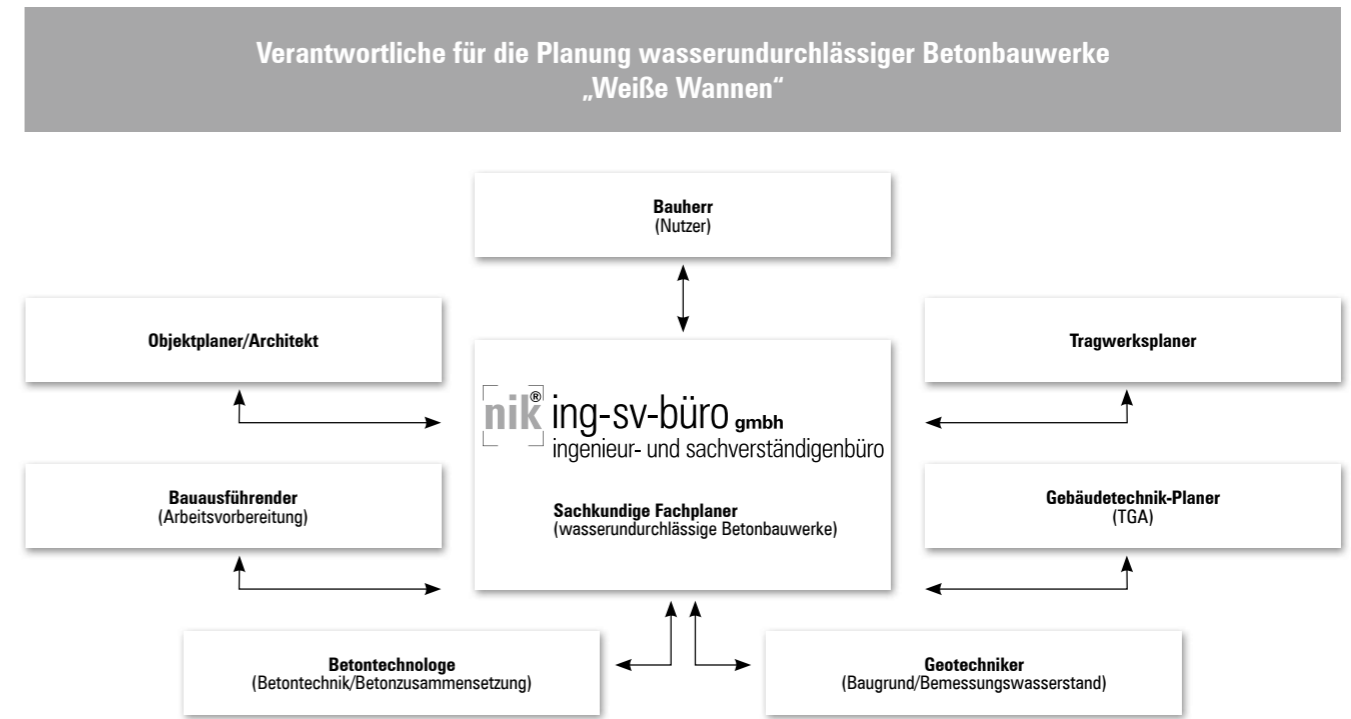 Verantwortliche für die Planung wasserundurchlässiger Betonbauwerke
„Weiße Wannen“
Bauherr
(Nutzer)
Objektplaner/Architekt
Tragwerksplaner
nik® ing-sv-büro gmbh
ingenieur- und sachverständigenbüro
Sachkundige Fachplaner
(wasserundurchlässige Betonbauwerke)
Bauausführender
(Arbeitsvorbereitung)
Gebäudetechnik-Planer
(TGA)
Betontechnologe
(Betontechnik/Betonzusammensetzung)
Geotechniker
(Baugrund/Bemessungswasserstand)